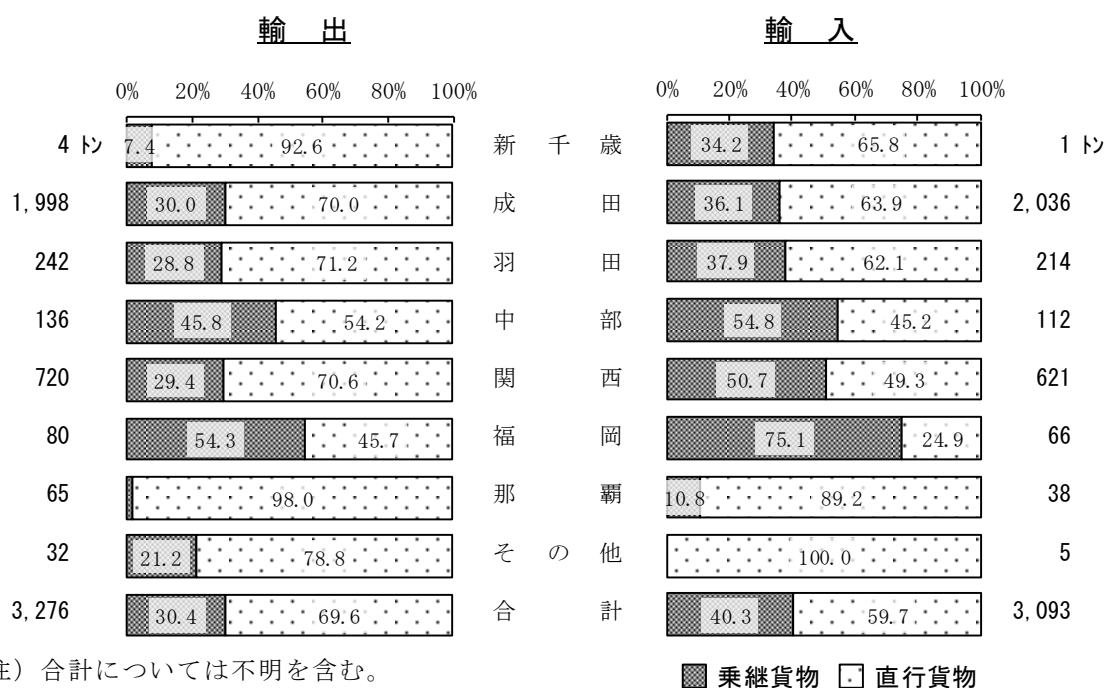 輸 出 輸 入
0% 20% 40% 60% 80% 100% 0% 20% 40% 60% 80% 100%
4 トン 7.4 92.6 新千歳 34.2 65.8 1 トン
1,998 30.0 70.0 成田 36.1 63.9 2,036
242 28.8 71.2 羽田 37.9 62.1 214
136 45.8 54.2 中部 54.8 45.2 112
720 29.4 70.6 関西 50.7 49.3 621
80 54.3 45.7 福岡 75.1 24.9 66
65 98.0 那覇 10.8 89.2 38
32 21.2 78.8 その他 100.0 5
3,276 30.4 69.6 合計 40.3 59.7 3,093
注）合計については不明を含む。 乗継貨物 直行貨物